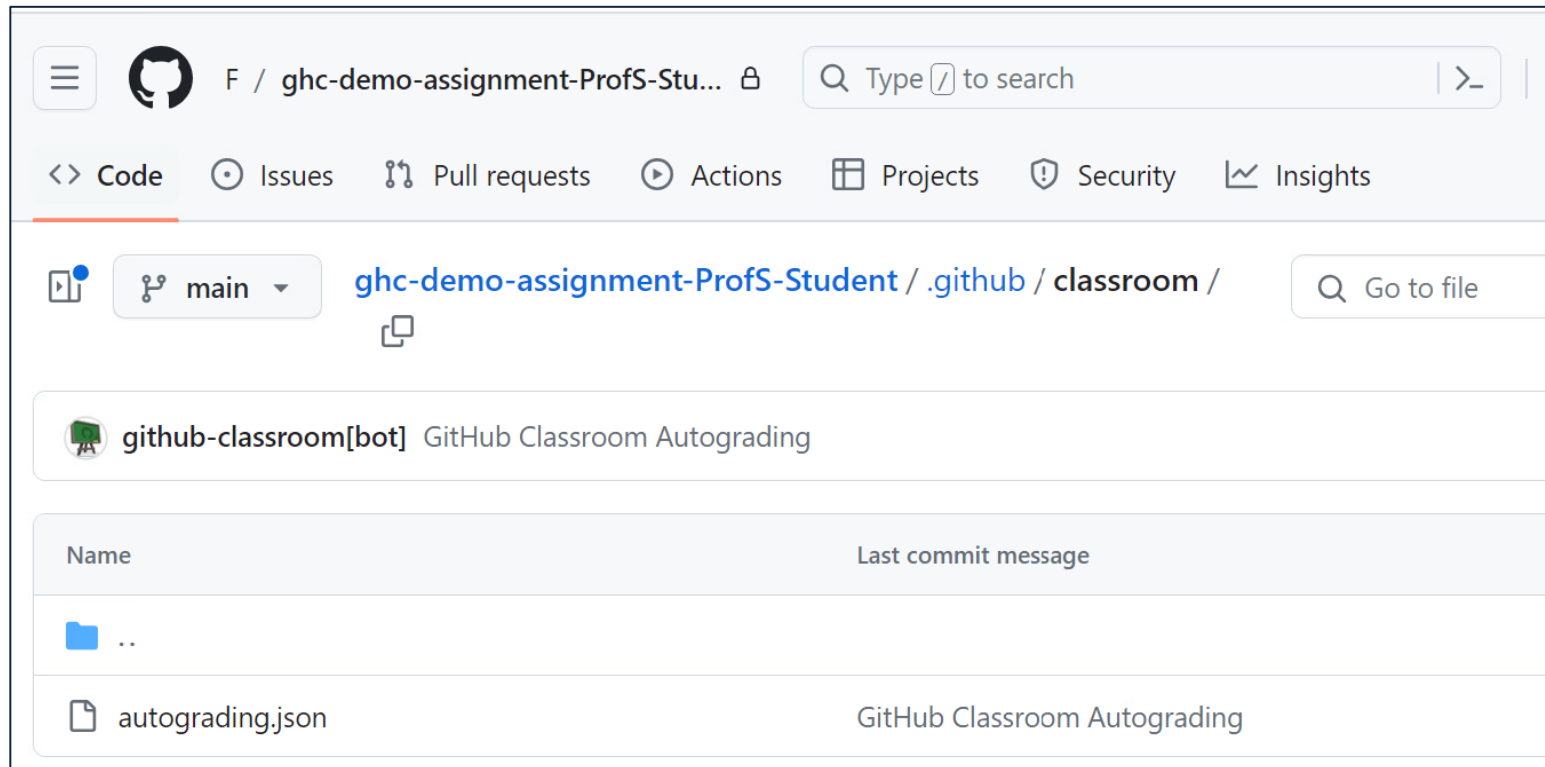 F / ghc-demo-assignment-ProfS-Stu... Type / to search >_
<> Code Issues Pull requests Actions Projects Security Insights
main ghc-demo-assignment-ProfS-Student / .github / classroom / Go to file
github-classroom[bot] GitHub Classroom Autograding
Name Last commit message
..
autograding.json GitHub Classroom Autograding